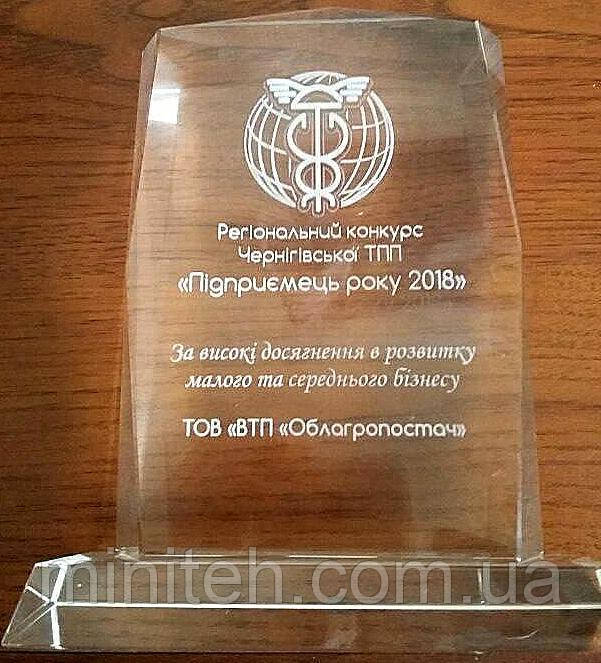 Регіональний конкурс
Чернігівської ТПП
«Підприємець року 2018»
За високі досягнення в розвитку
малого та середнього бізнесу
ТОВ «ВТП «Облагропостач»
miniteh.com.ua